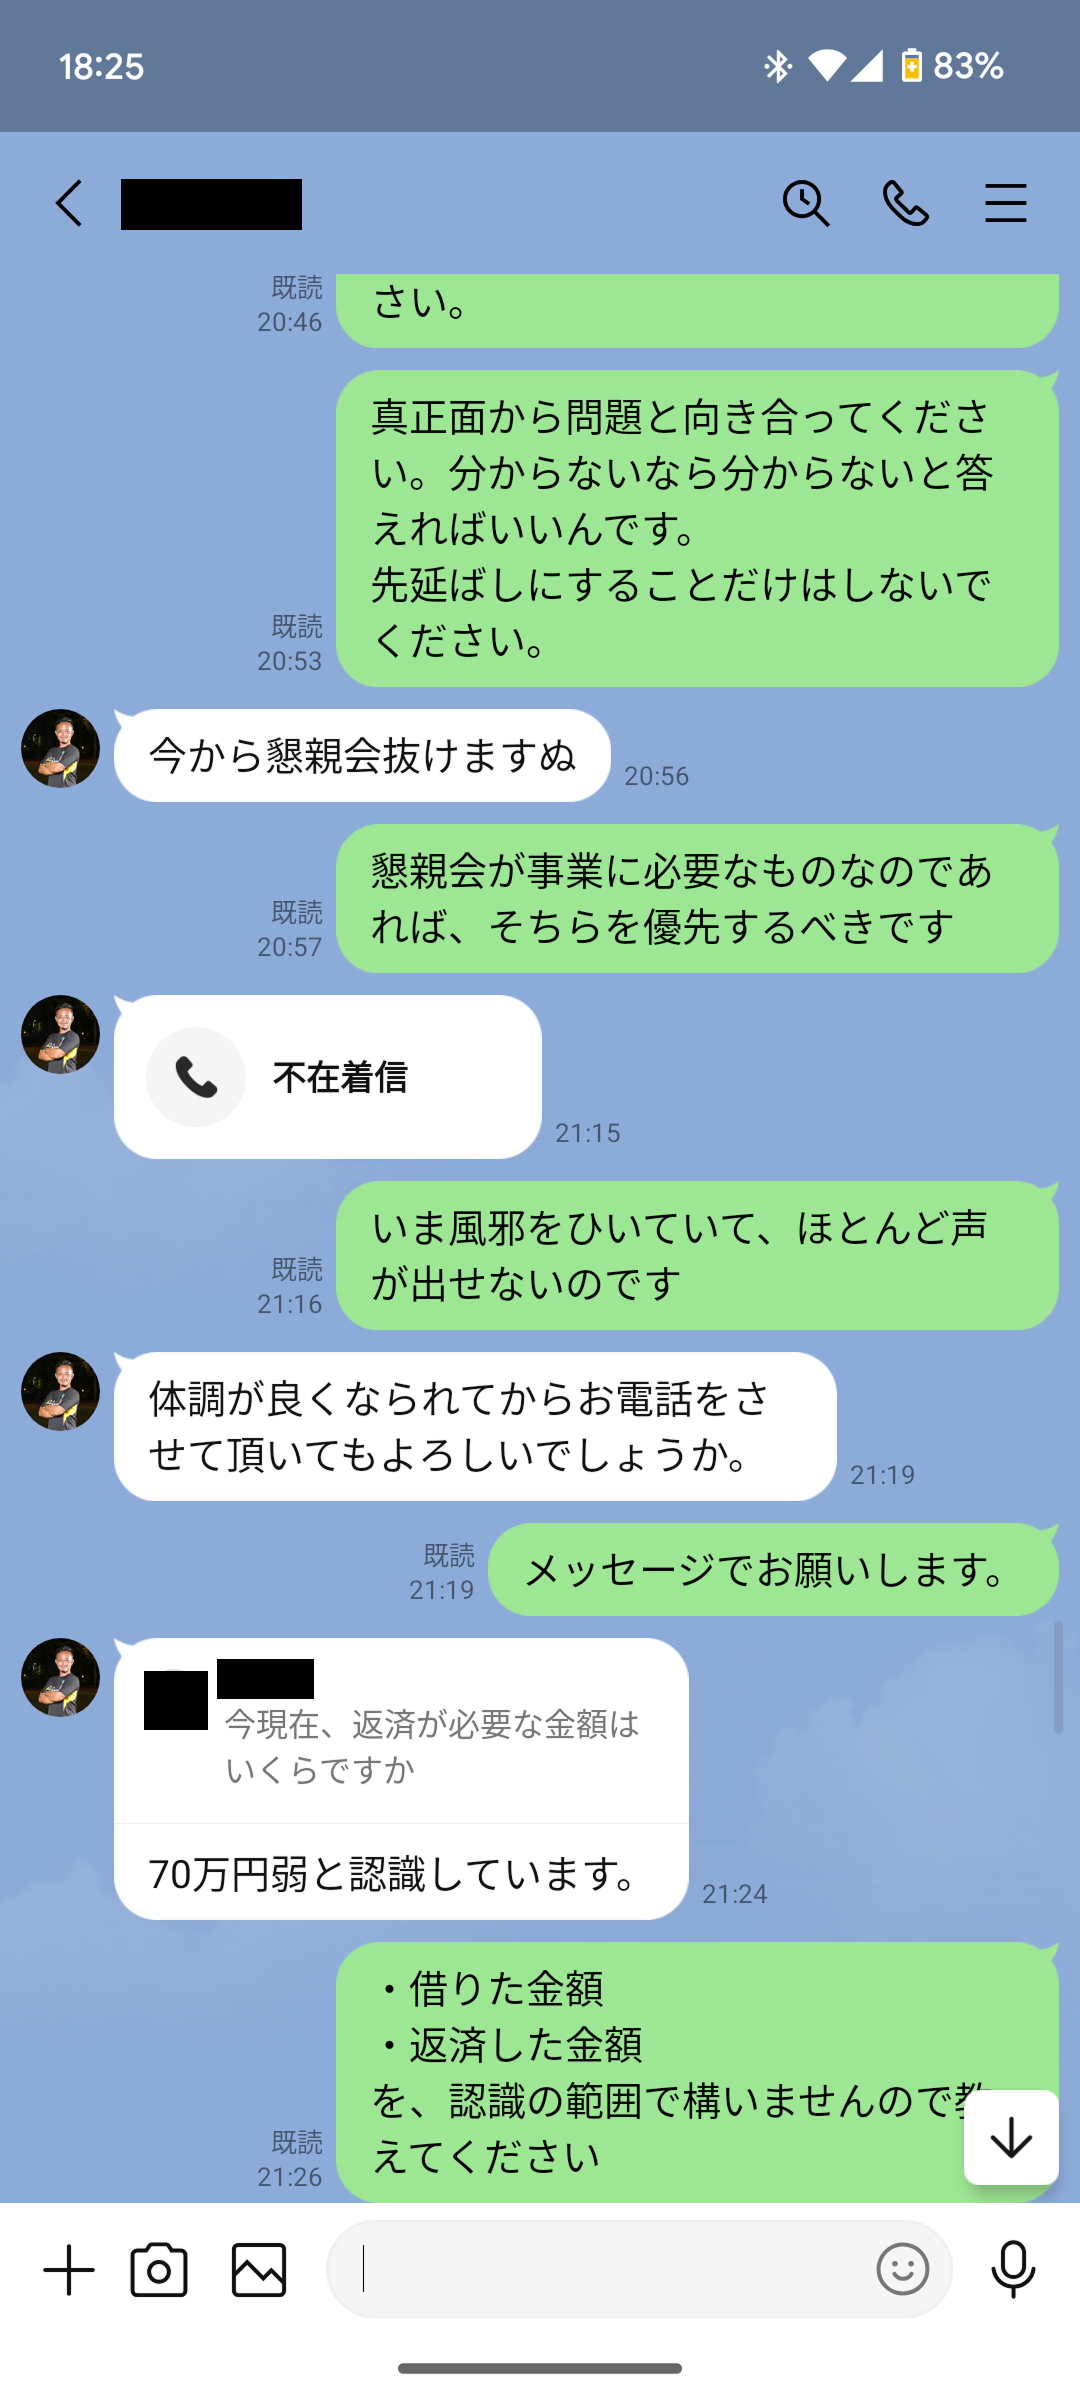 18:25
83%
既読
20:46
さい。
真正面から問題と向き合ってくださ
い。分からないなら分からないと答
えればいいんです。
先延ばしにすることだけはしないで
ください。
既読
20:53
今から懇親会抜けますぬ
20:56
懇親会が事業に必要なものなのであ
れば、そちらを優先するべきです
既読
20:57
不在着信
21:15
いま風邪をひいていて、ほとんど声
が出せないのです
既読
21:16
体調が良くなられてからお電話をさ
せて頂いてもよろしいでしょうか。
21:19
既読
21:19
メッセージでお願いします。
今現在、返済が必要な金額は
いくらですか
70万円弱と認識しています。
21:24
・借りた金額
・返済した金額
を、認識の範囲で構いませんので教
えてください
既読
21:26